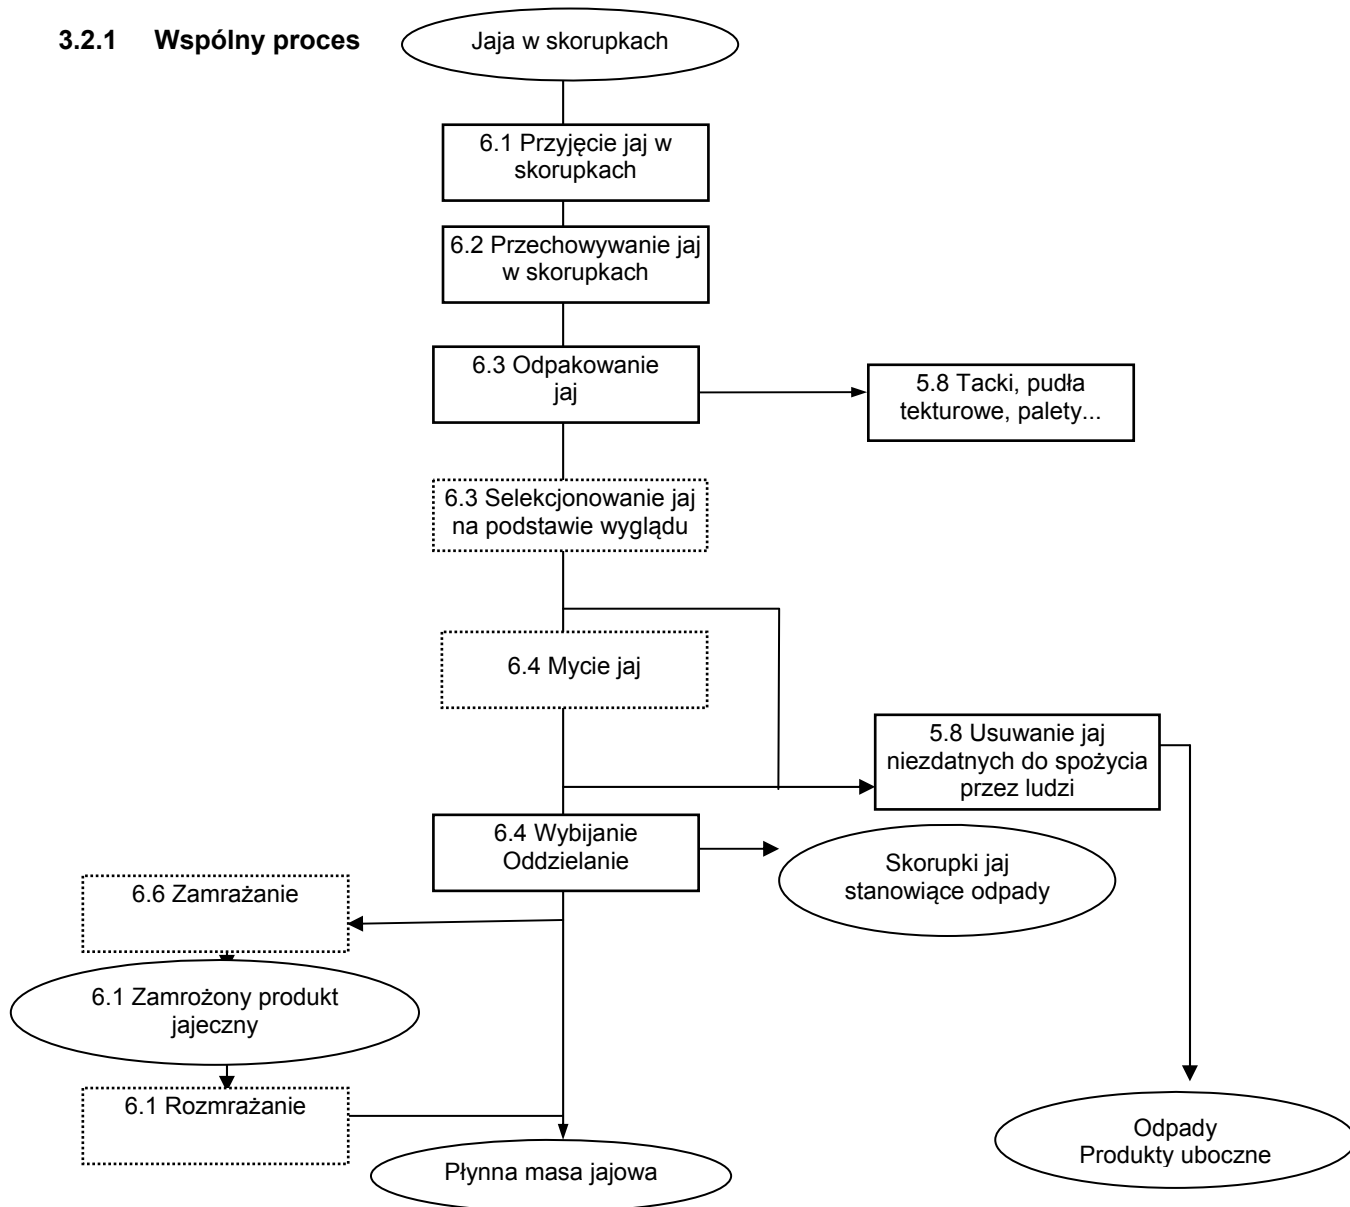 3.2.1 Wspólny proces
Jaja w skorupkach
6.1 Przyjęcie jaj w
skorupkach
6.2 Przechowywanie jaj
w skorupkach
6.3 Odpakowanie
jaj
5.8 Tacki, pudła
tekturowe, palety...
6.3 Selekcjonowanie jaj
na podstawie wyglądu
6.4 Mycie jaj
5.8 Usuwanie jaj
niezdatnych do spożycia
przez ludzi
6.4 Wybijanie
Oddzielanie
Skorupki jaj
stanowiące odpady
6.6 Zamrażanie
6.1 Zamrożony produkt
jajeczny
6.1 Rozmrażanie
Odpady
Produkty uboczne
Płynna masa jajowa